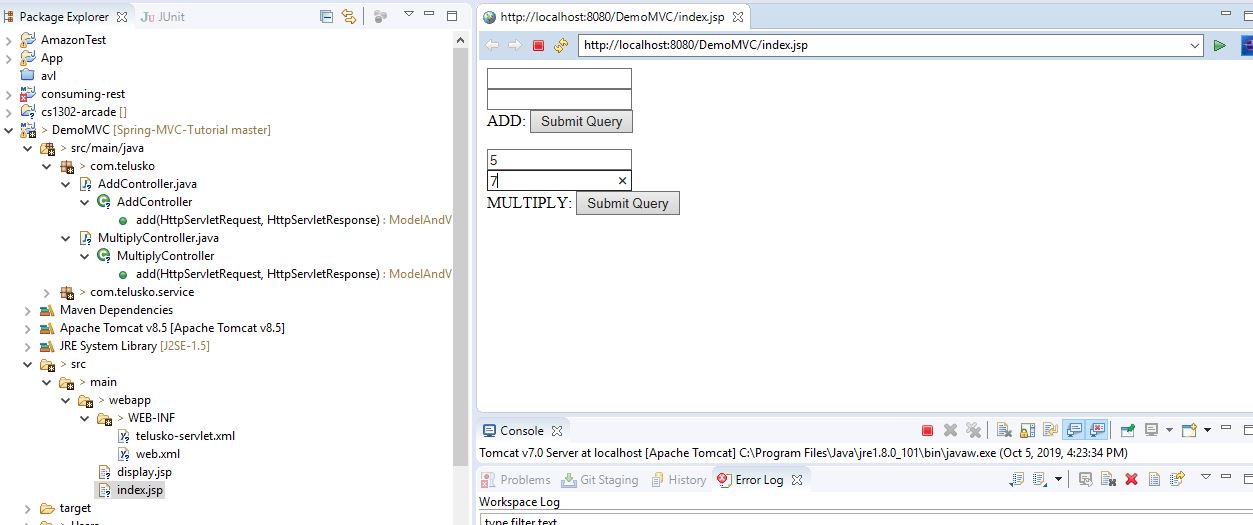 Package Explorer
JUnit
AmazonTest
App
avl
consuming-rest
cs1302-arcade []
> DemoMVC [Spring-MVC-Tutorial master]
> src/main/java
> com.telusko
AddController.java
AddController
add(HttpServletRequest, HttpServletResponse) : ModelAndV
MultiplyController.java
MultiplyController
add(HttpServletRequest, HttpServletResponse) : ModelAndV
> com.telusko.service
Maven Dependencies
Apache Tomcat v8.5 [Apache Tomcat v8.5]
JRE System Library [J2SE-1.5]
> src
> main
> webapp
> WEB-INF
telusko-servlet.xml
web.xml
display.jsp
index.jsp
target
http://localhost:8080/DemoMVC/index.jsp
http://localhost:8080/DemoMVC/index.jsp
ADD: Submit Query
5
7
MULTIPLY: Submit Query
Console
Tomcat v7.0 Server at localhost [Apache Tomcat] C:\Program Files\Java\jre1.8.0_101\bin\javaw.exe (Oct 5, 2019, 4:23:34 PM)
Problems Git Staging History Error Log
Workspace Log
type filter text